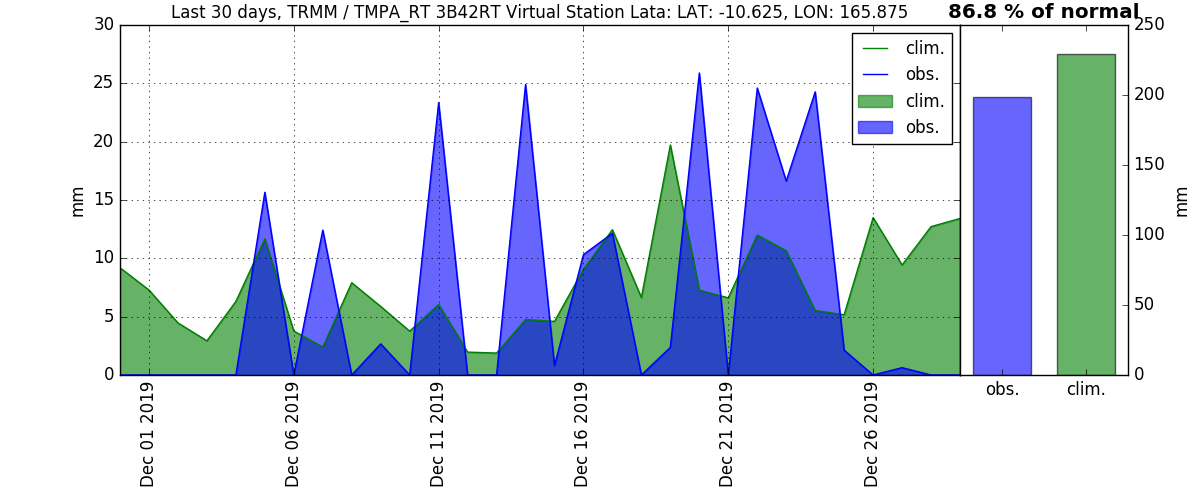 Last 30 days, TRMM / TMPA_RT 3B42RT Virtual Station Lata: LAT: -10.625, LON: 165.875
86.8 % of normal
30
25
20
15
10
5
0
mm
clim.
obs.
clim.
obs.
Dec 01 2019
Dec 06 2019
Dec 11 2019
Dec 16 2019
Dec 21 2019
Dec 26 2019
250
200
150
100
50
0
mm
obs.
clim.